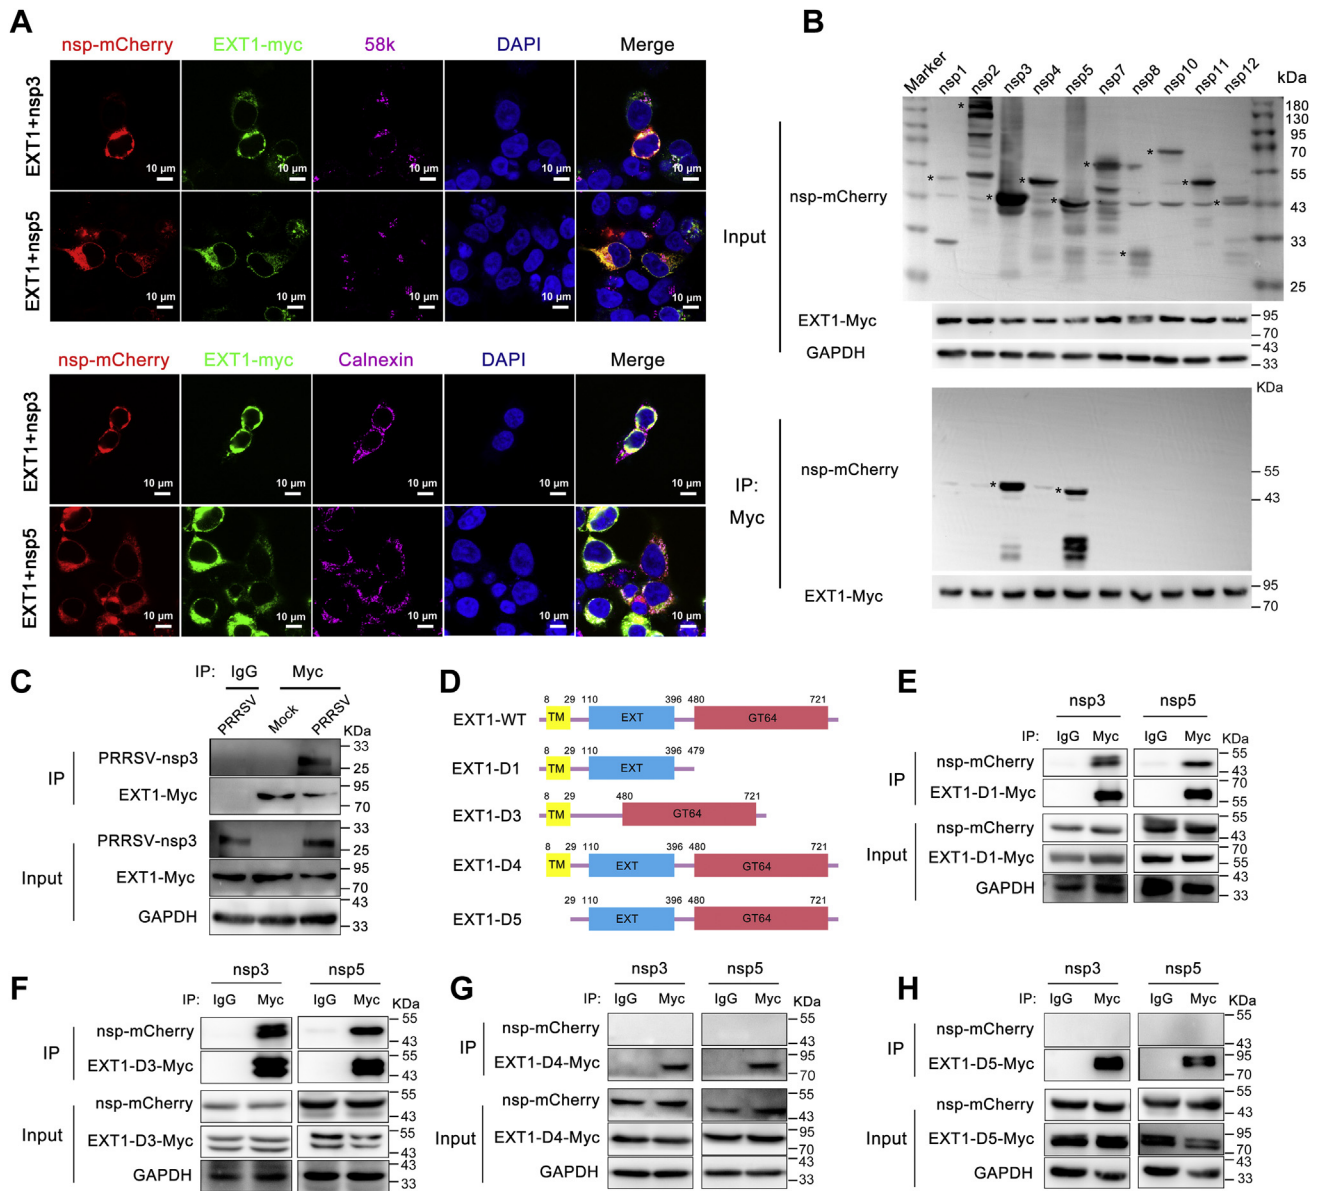 A
nsp-mCherry EXT1-myc 58k DAPI Merge
EXT1+nsp3
10 µm 10 µm 10 µm 10 µm 10 µm
EXT1+nsp5
10 µm 10 µm 10 µm 10 µm 10 µm
nsp-mCherry EXT1-myc Calnexin DAPI Merge
EXT1+nsp3
10 µm 10 µm 10 µm 10 µm 10 µm
EXT1+nsp5
10 µm 10 µm 10 µm 10 µm 10 µm
B
Marker nsp1 nsp2 nsp3 nsp4 nsp5 nsp7 nsp8 nsp10 nsp11 nsp12 kDa
180
130
95
70
55
43
33
25
Input
nsp-mCherry
* * * * * * * * * *
EXT1-Myc 95
70
GAPDH 43
33
KDa
IP:
Myc
nsp-mCherry
* *
55
43
EXT1-Myc 95
70
C
IP: IgG Myc
PRRSV Mock PRRSV KDa
IP
PRRSV-nsp3 33
25
EXT1-Myc 95
70
Input
PRRSV-nsp3 33
25
EXT1-Myc 95
70
GAPDH 43
33
D
8 29 110 396 480 721
EXT1-WT TM EXT GT64
8 29 110 396 479
EXT1-D1 TM EXT
8 29 480 721
EXT1-D3 TM GT64
8 29 110 396 480 721
EXT1-D4 TM EXT GT64
29 110 396 480 721
EXT1-D5 EXT GT64
E
nsp3 nsp5
IP: IgG Myc IgG Myc KDa
IP
nsp-mCherry 55
43
EXT1-D1-Myc 70
55
Input
nsp-mCherry 55
43
EXT1-D1-Myc 70
55
GAPDH 43
33
F
nsp3 nsp5
IP: IgG Myc IgG Myc KDa
IP
nsp-mCherry 55
43
EXT1-D3-Myc 55
43
Input
nsp-mCherry 55
43
EXT1-D3-Myc 55
43
GAPDH 43
33
G
nsp3 nsp5
IP: IgG Myc IgG Myc KDa
IP
nsp-mCherry 55
43
EXT1-D4-Myc 95
70
Input
nsp-mCherry 55
43
EXT1-D4-Myc 95
70
GAPDH 43
33
H
nsp3 nsp5
IP: IgG Myc IgG Myc KDa
IP
nsp-mCherry 55
43
EXT1-D5-Myc 95
70
Input
nsp-mCherry 55
43
EXT1-D5-Myc 95
70
GAPDH 43
33